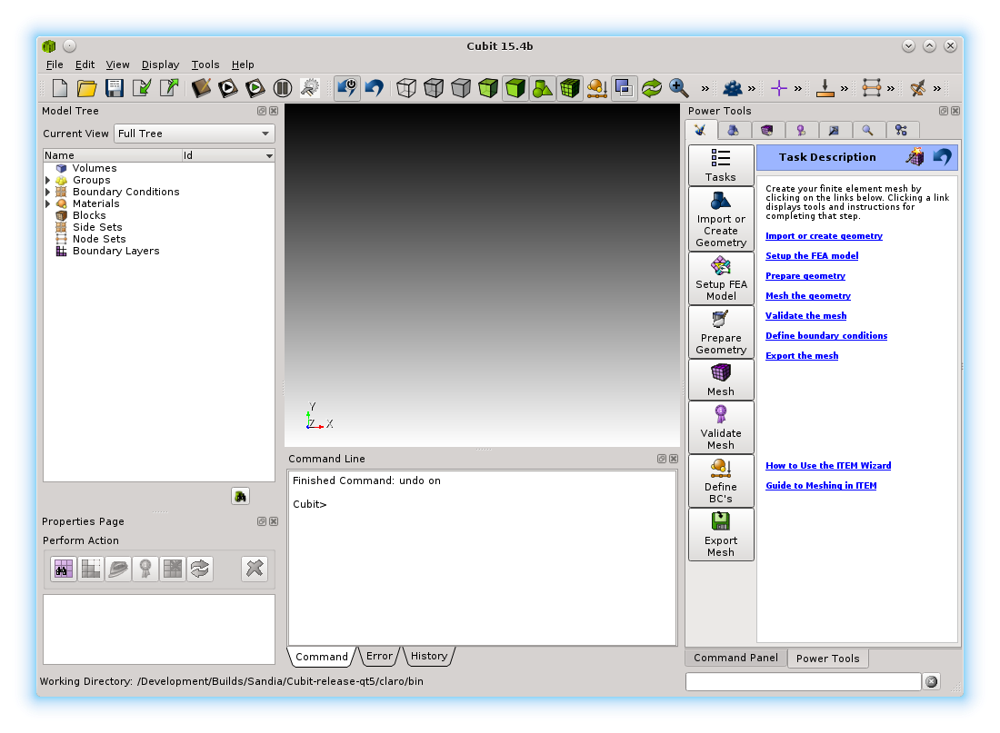 Cubit 15.4b
File Edit View Display Tools Help
Model Tree
Current View Full Tree
Name Id
Volumes
Groups
Boundary Conditions
Materials
Blocks
Side Sets
Node Sets
Boundary Layers
Properties Page
Perform Action
Y
Z X
Command Line
Finished Command: undo on
Cubit>
Command Error History
Power Tools
Tasks
Import or
Create
Geometry
Setup FEA
Model
Prepare
Geometry
Mesh
Validate
Mesh
Define
BC's
Export
Mesh
Task Description
Create your finite element mesh by
clicking on the links below. Clicking a link
displays tools and instructions for
completing that step.
Import or create geometry
Setup the FEA model
Prepare geometry
Mesh the geometry
Validate the mesh
Define boundary conditions
Export the mesh
How to Use the ITEM Wizard
Guide to Meshing in ITEM
Command Panel Power Tools
Working Directory: /Development/Builds/Sandia/Cubit-release-qt5/claro/bin